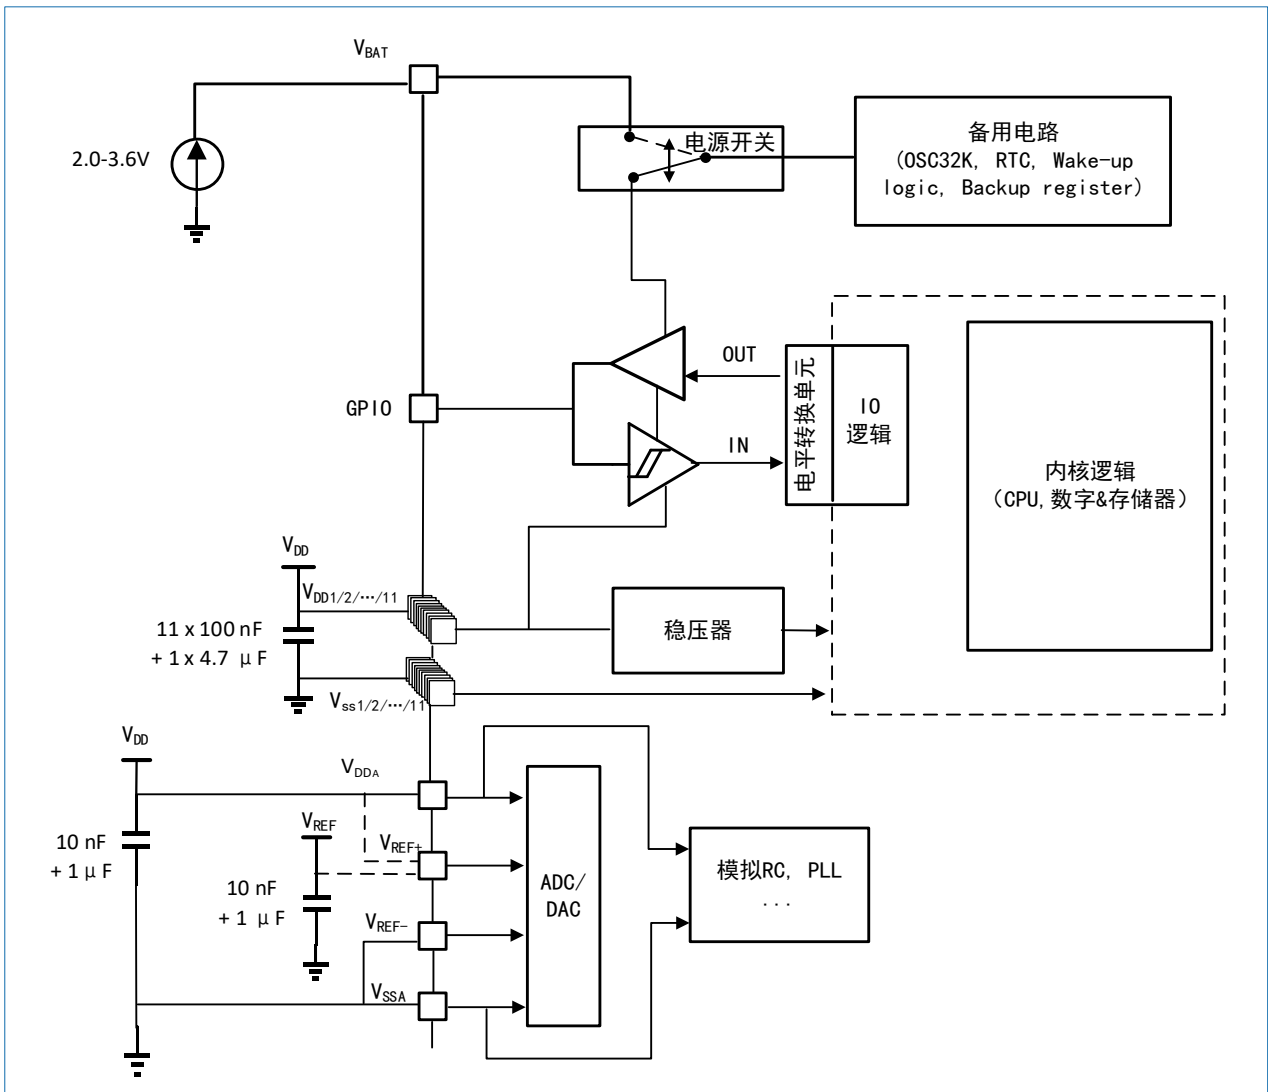 VBAT
2.0-3.6V
电源开关
备用电路
(OSC32K, RTC, Wake-up
logic, Backup register)
OUT
GPIO
IN
电平转换单元
IO
逻辑
内核逻辑
(CPU,数字&存储器)
VDD
VDD1/2/…/11
11 x 100 nF
+ 1 x 4.7 μF
稳压器
Vss1/2/…/11
VDD
VDDA
VREF
VREF+
10 nF
+ 1 μF
10 nF
+ 1 μF
ADC/
DAC
模拟RC, PLL
...
VREF-
VSSA